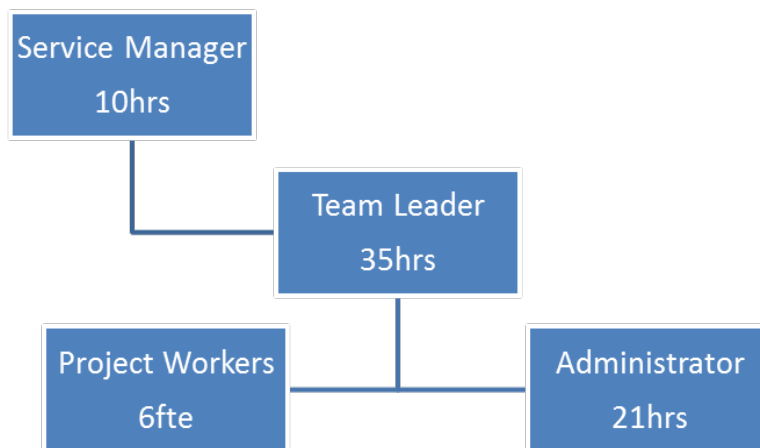 Service Manager
10hrs
Team Leader
35hrs
Project Workers
6fte
Administrator
21hrs